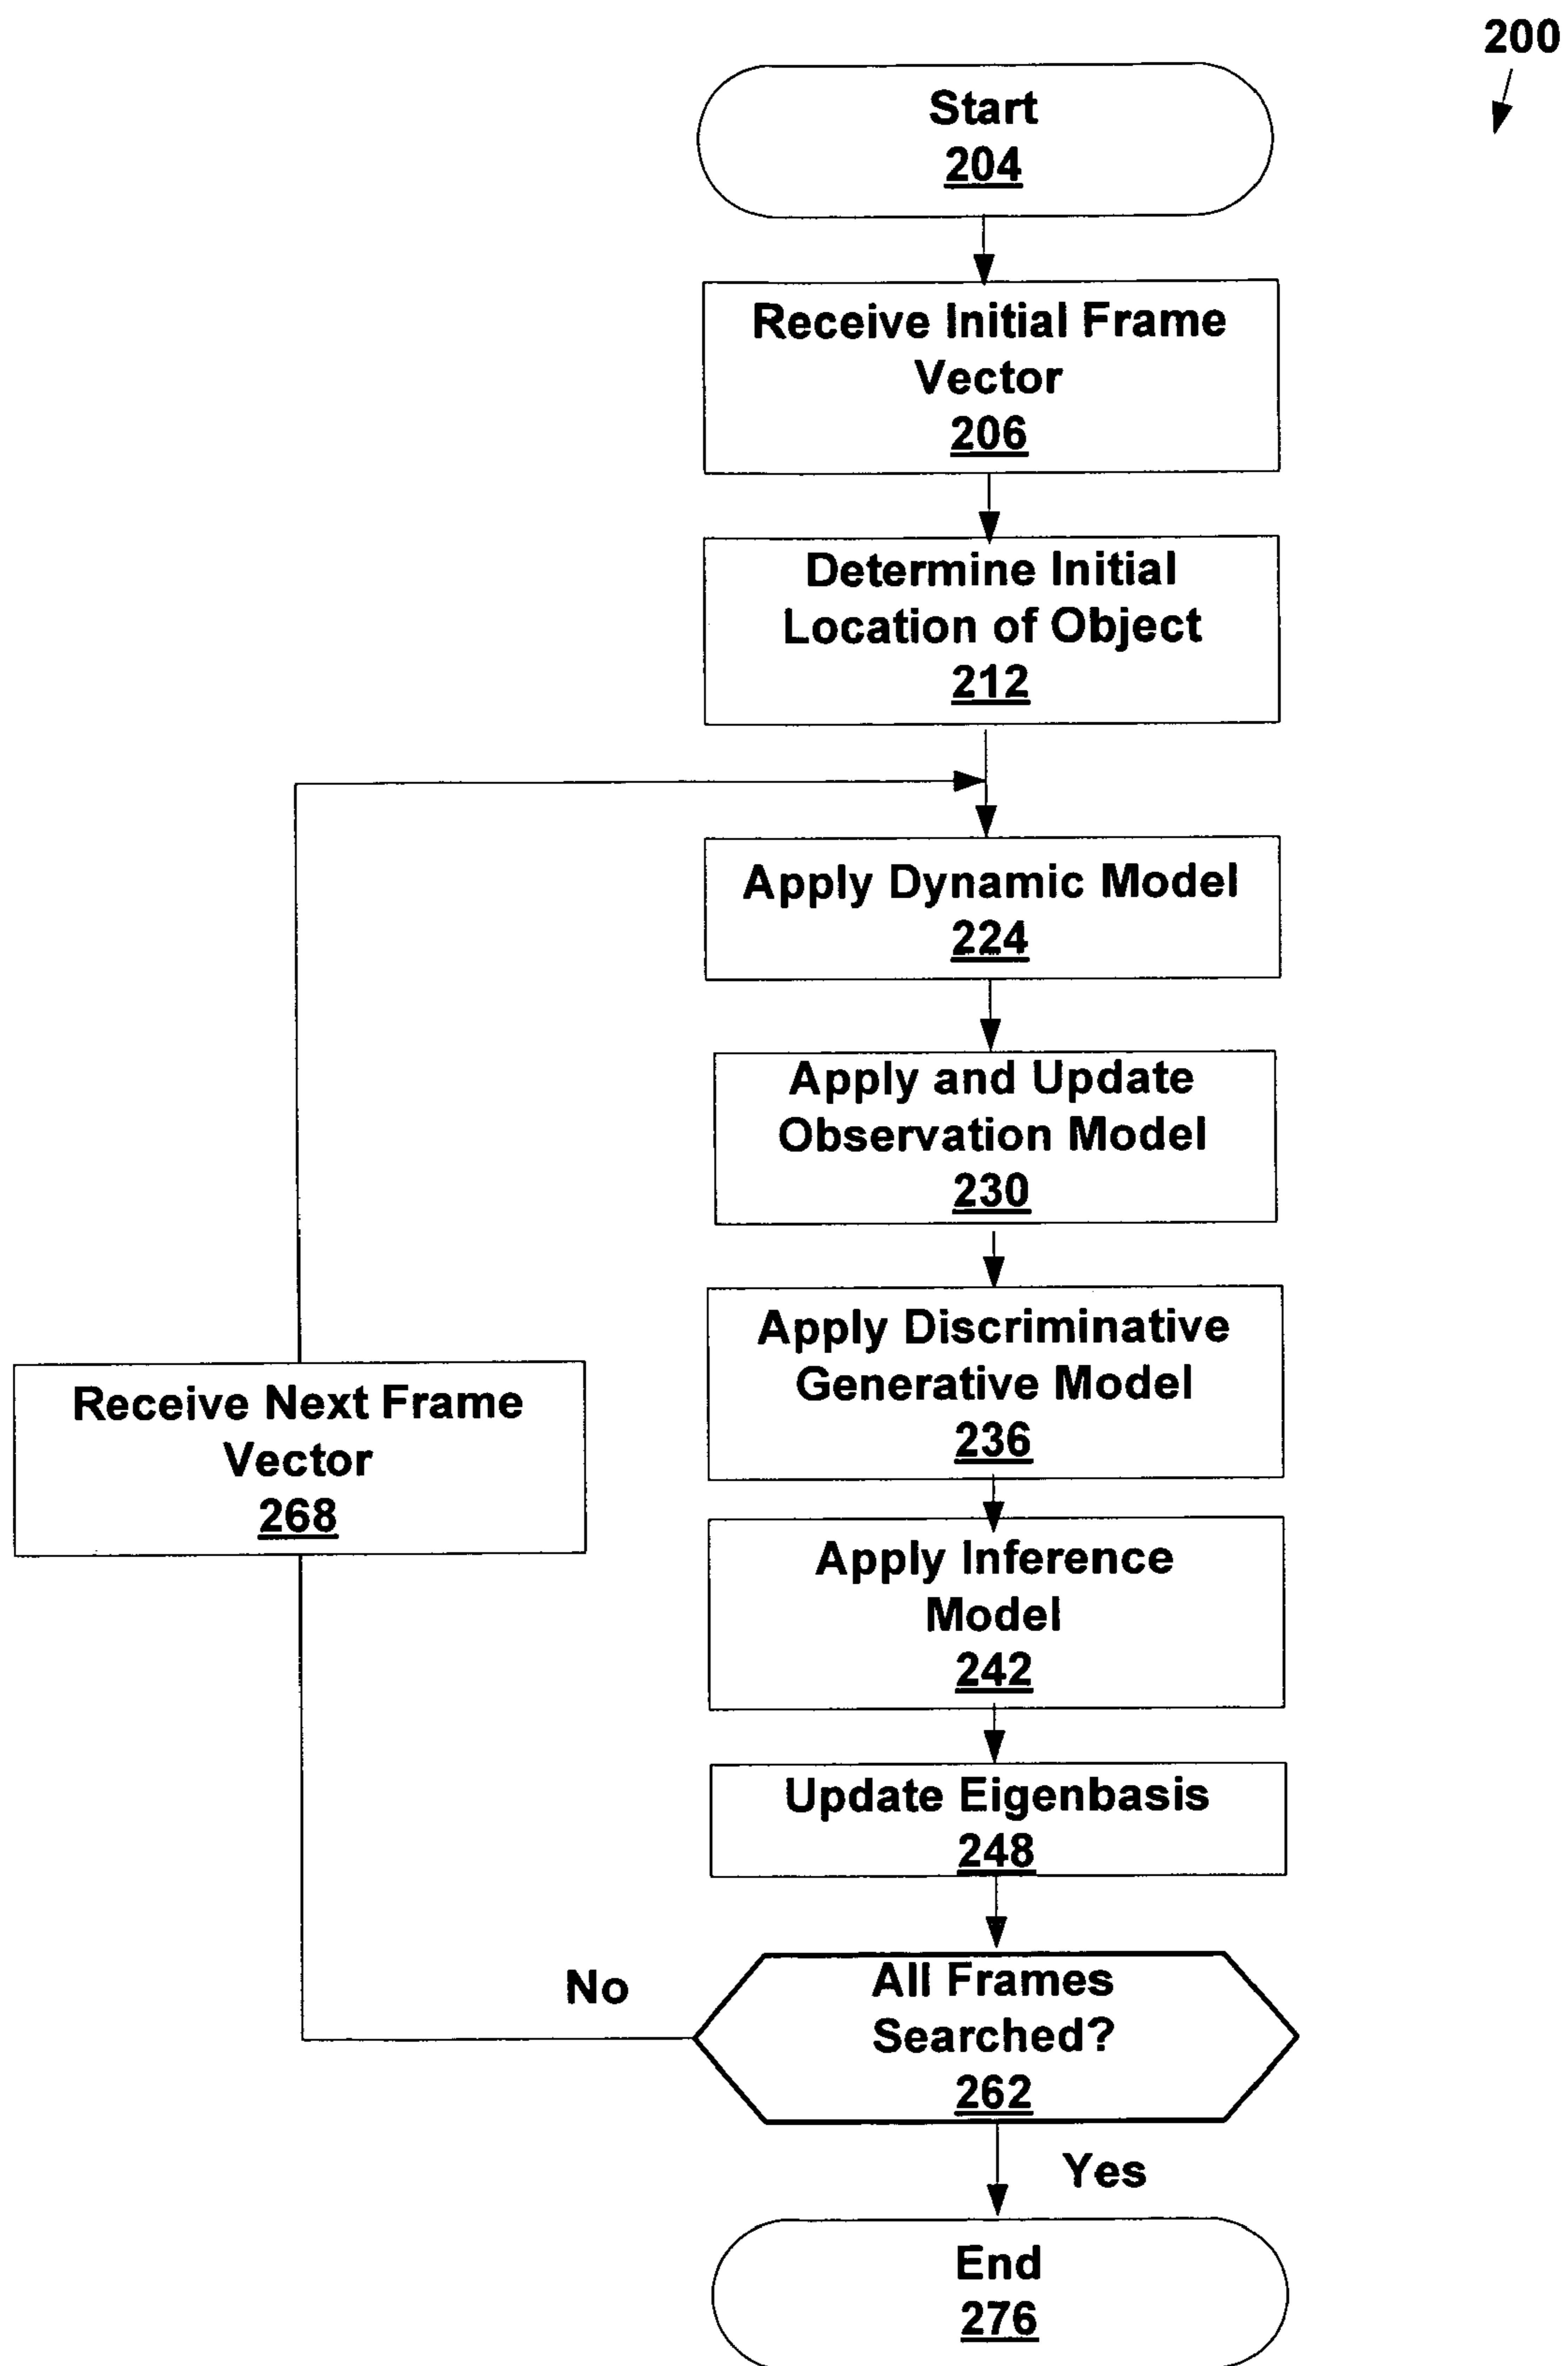 200
Start
204
Receive Initial Frame
Vector
206
Determine Initial
Location of Object
212
Apply Dynamic Model
224
Apply and Update
Observation Model
230
Apply Discriminative
Generative Model
236
Receive Next Frame
Vector
268
Apply Inference
Model
242
Update Eigenbasis
248
No
All Frames
Searched?
262
Yes
End
276